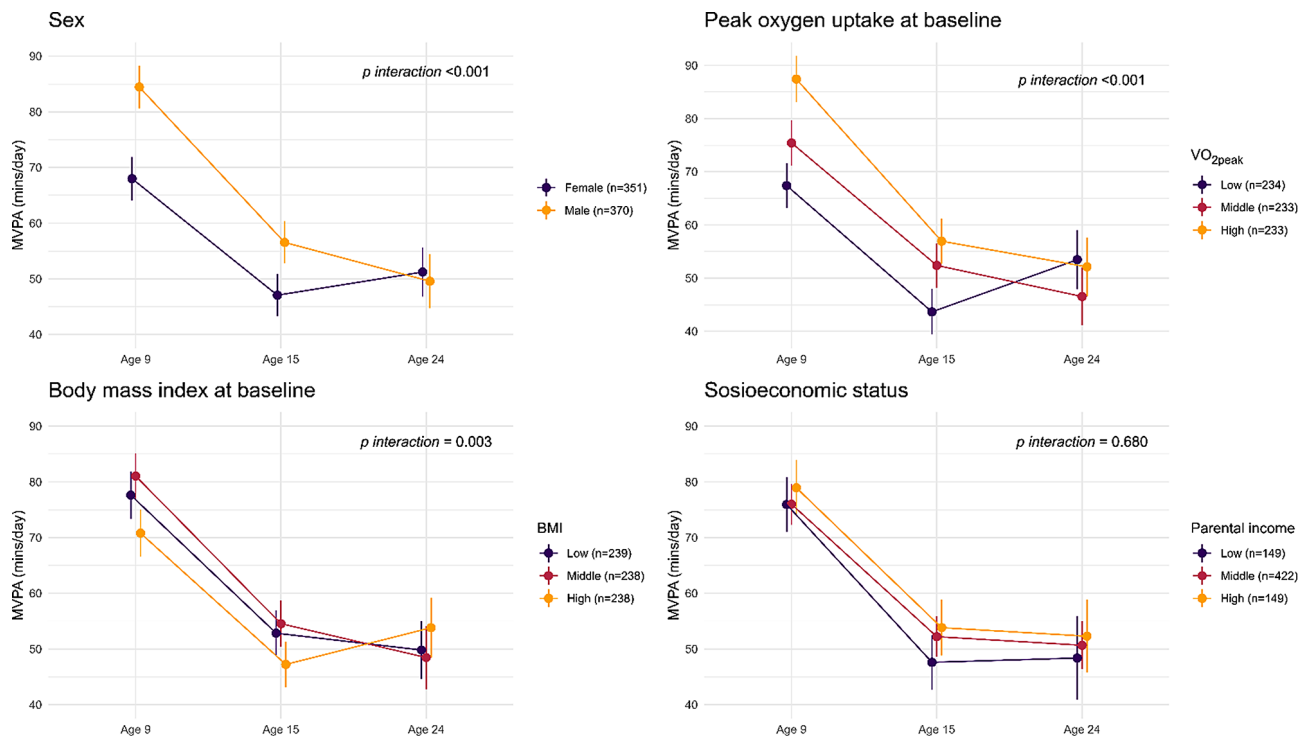 Sex
p interaction <0.001
MVPA (mins/day)
90
80
70
60
50
40
Age 9 Age 15 Age 24
Female (n=351)
Male (n=370)
Peak oxygen uptake at baseline
p interaction <0.001
MVPA (mins/day)
90
80
70
60
50
40
Age 9 Age 15 Age 24
VO2peak
Low (n=234)
Middle (n=233)
High (n=233)
Body mass index at baseline
p interaction = 0.003
MVPA (mins/day)
90
80
70
60
50
40
Age 9 Age 15 Age 24
BMI
Low (n=239)
Middle (n=238)
High (n=238)
Sosioeconomic status
p interaction = 0.680
MVPA (mins/day)
90
80
70
60
50
40
Age 9 Age 15 Age 24
Parental income
Low (n=149)
Middle (n=422)
High (n=149)